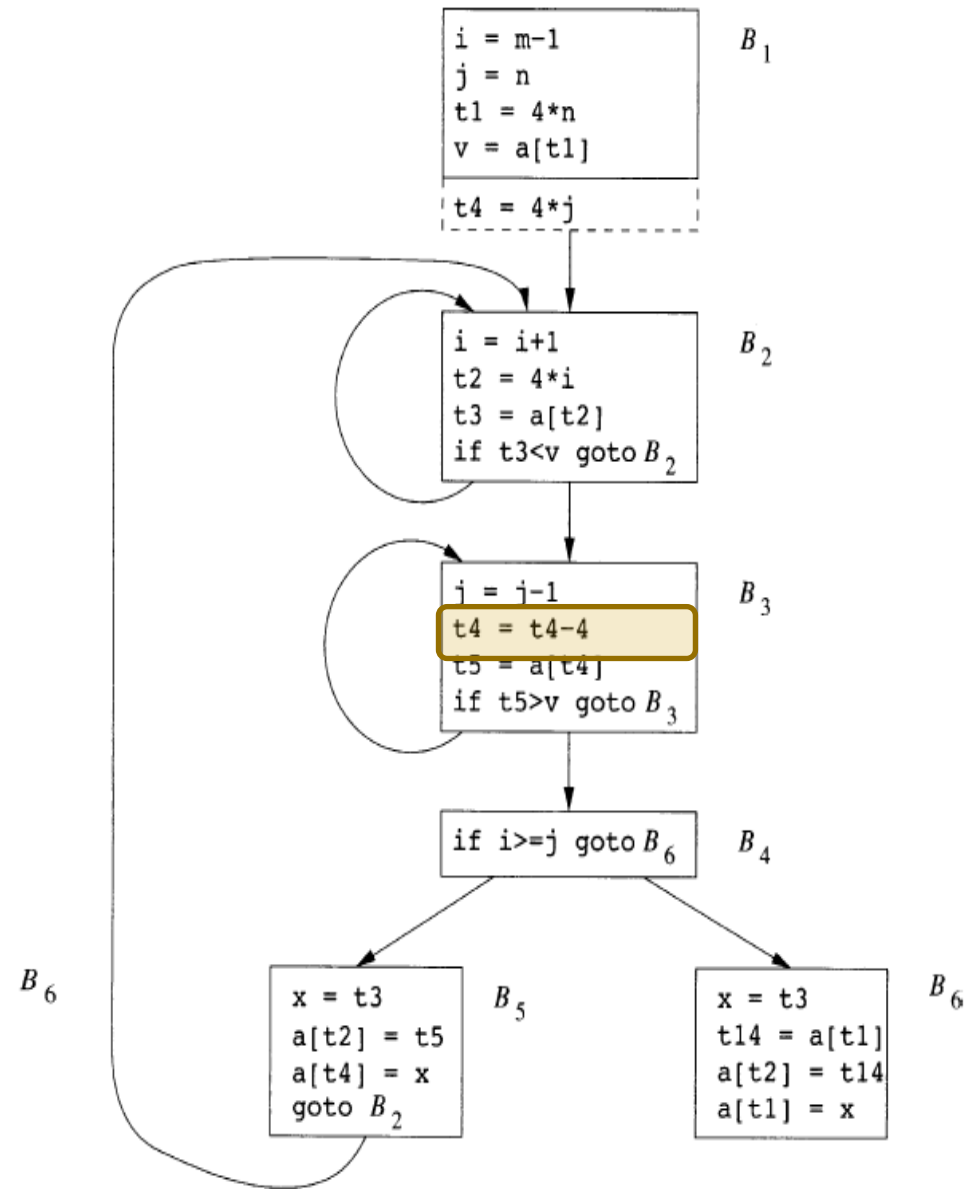 i = m-1
j = n
t1 = 4*n
v = a[t1]
t4 = 4*j
B1
i = i+1
t2 = 4*i
t3 = a[t2]
if t3<v goto B2
B2
j = j-1
t4 = t4-4
t5 = a[t4]
if t5>v goto B3
B3
if i>=j goto B6
B4
B6
x = t3
a[t2] = t5
a[t4] = x
goto B2
B5
x = t3
t14 = a[t1]
a[t2] = t14
a[t1] = x
B6